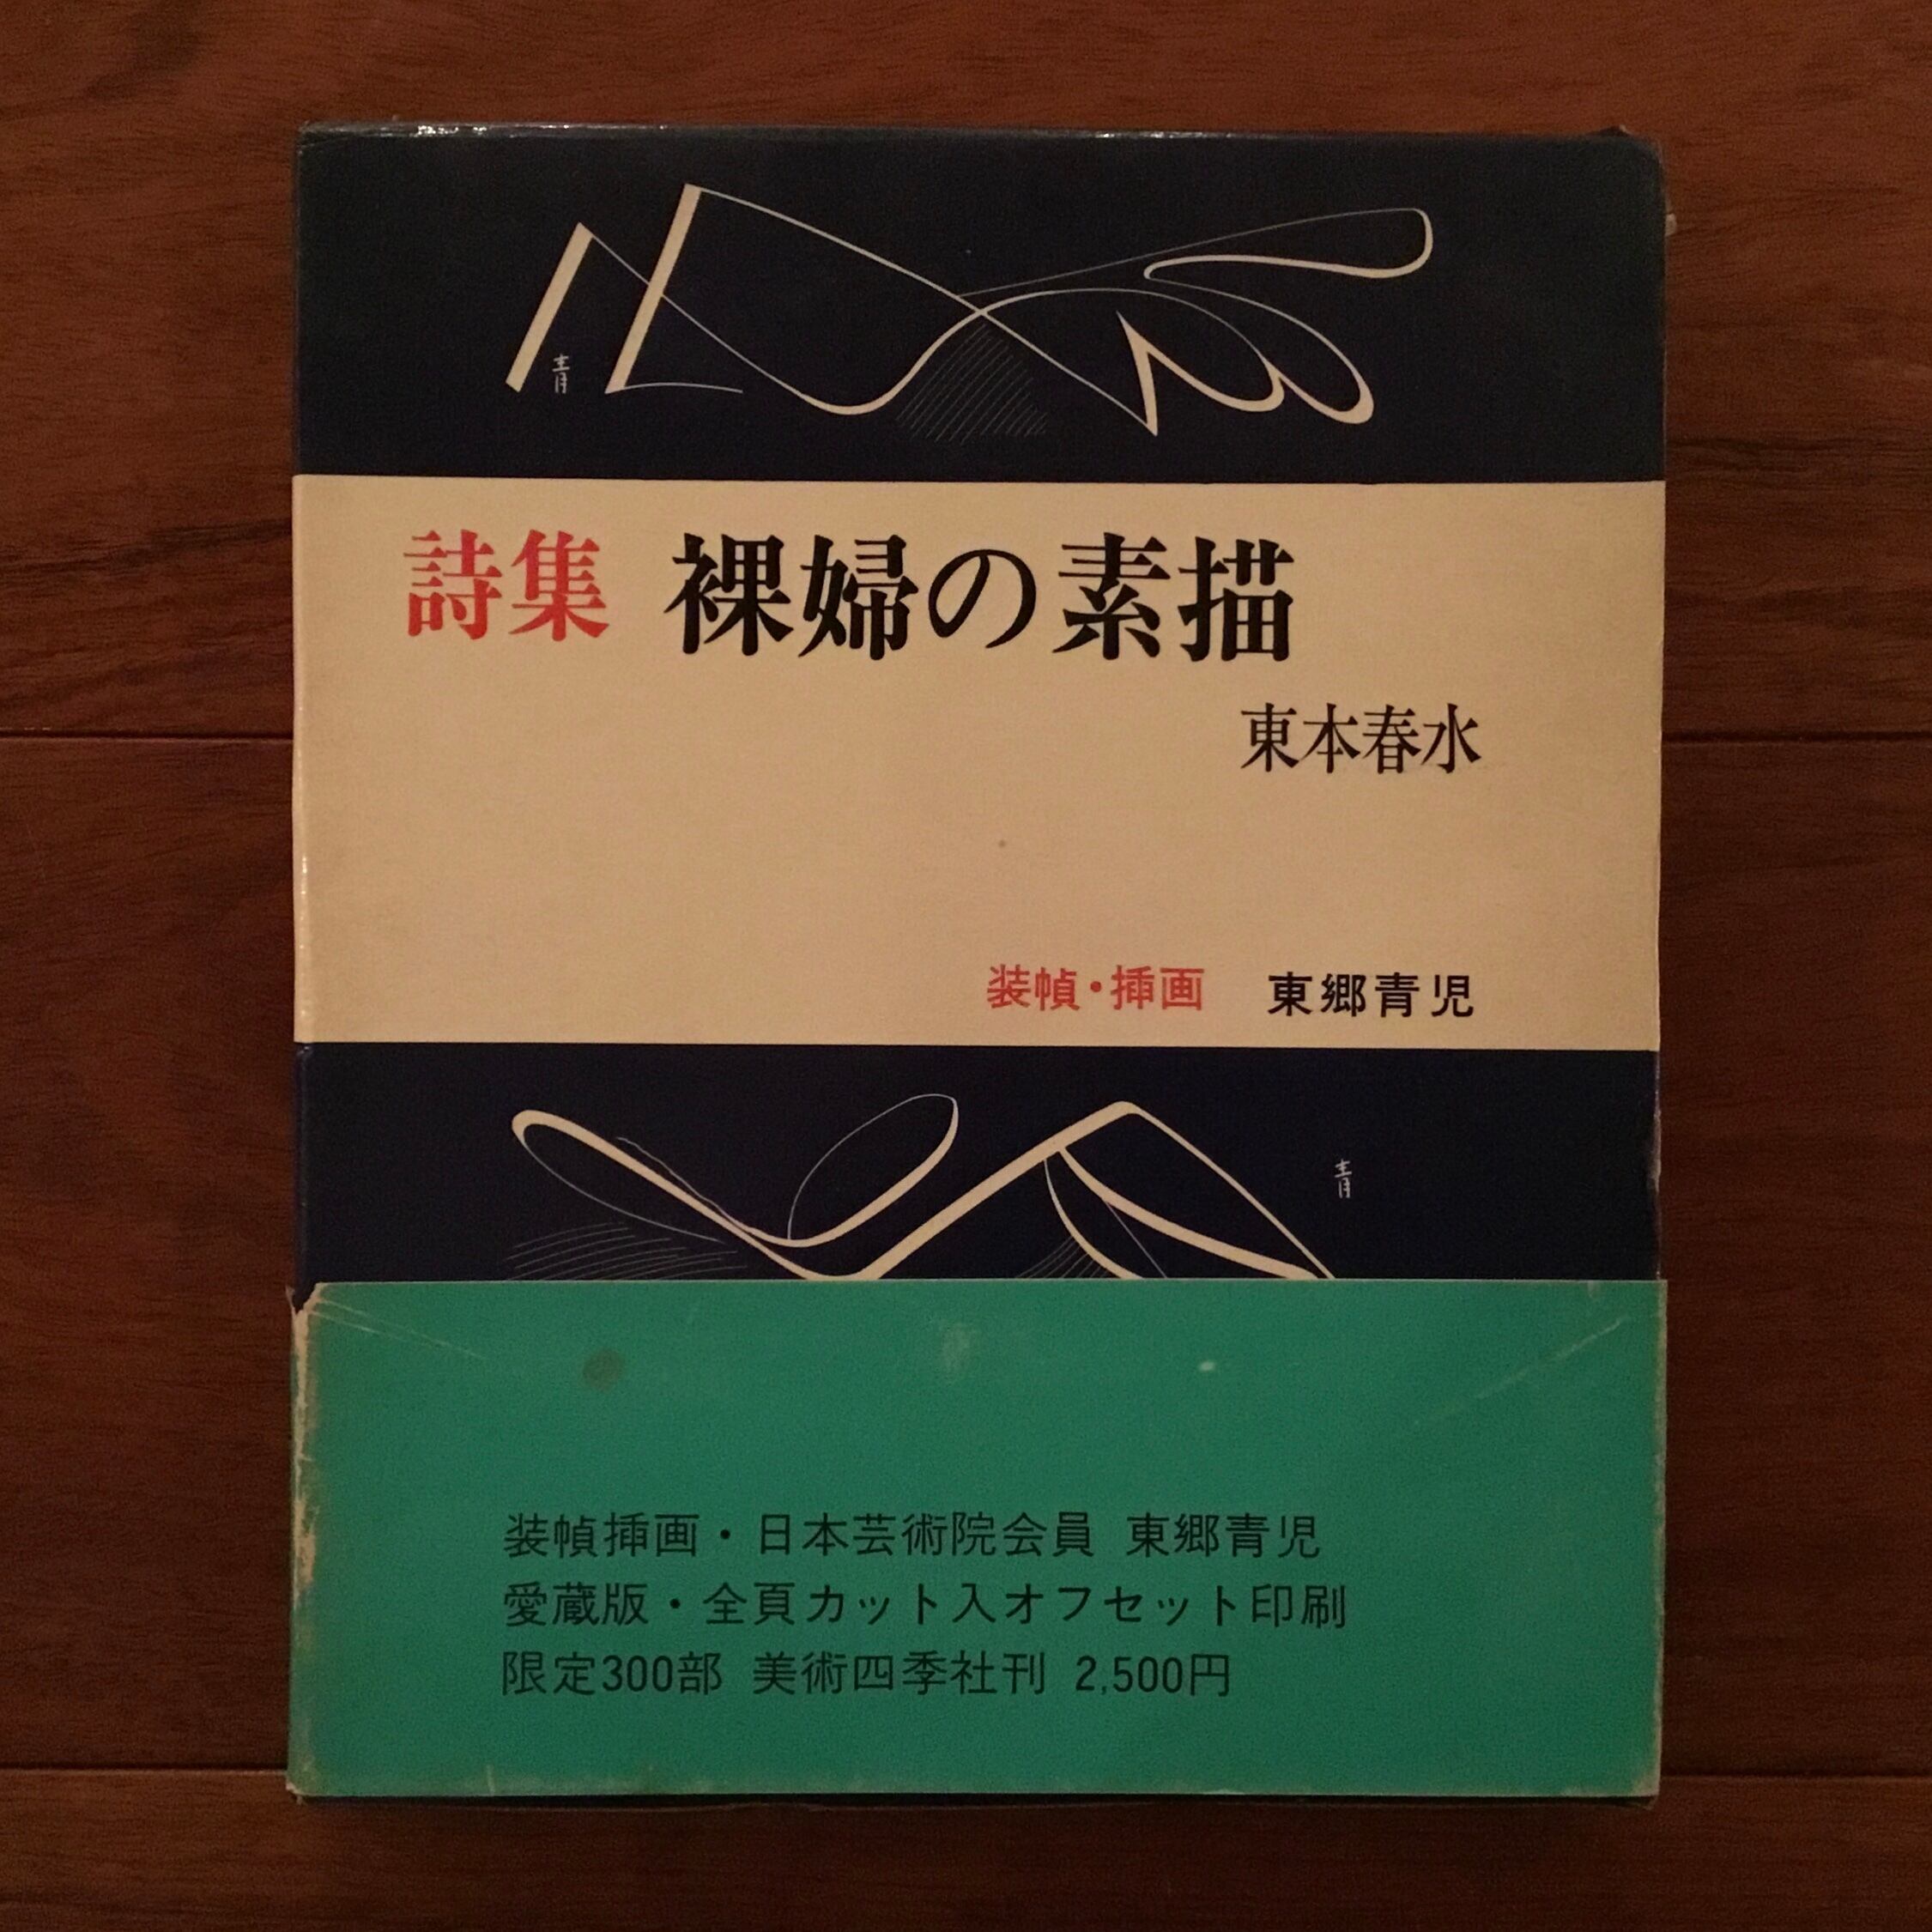 青
詩集 裸婦の素描
東本春水
装幀・挿画 東郷青児
青
装幀挿画・日本芸術院会員 東郷青児
愛蔵版・全頁カット入オフセット印刷
限定300部 美術四季社刊 2,500円